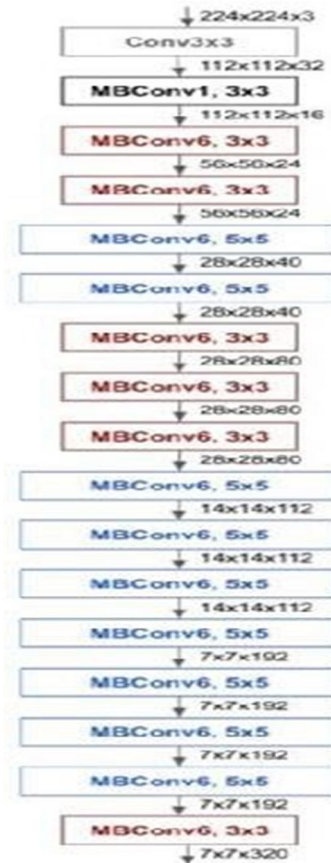 224x224x3
Conv3x3
112x112x32
MBConv1, 3x3
112x112x16
MBConv6, 3x3
56x56x24
MBConv6, 3x3
56x56x24
MBConv6, 5x5
28x28x40
MBConv6, 5x5
28x28x40
MBConv6, 3x3
28x28x80
MBConv6, 3x3
28x28x80
MBConv6, 3x3
28x28x80
MBConv6, 5x5
14x14x112
MBConv6, 5x5
14x14x112
MBConv6, 5x5
14x14x112
MBConv6, 5x5
7x7x192
MBConv6, 5x5
7x7x192
MBConv6, 5x5
7x7x192
MBConv6, 5x5
7x7x192
MBConv6, 3x3
7x7x320